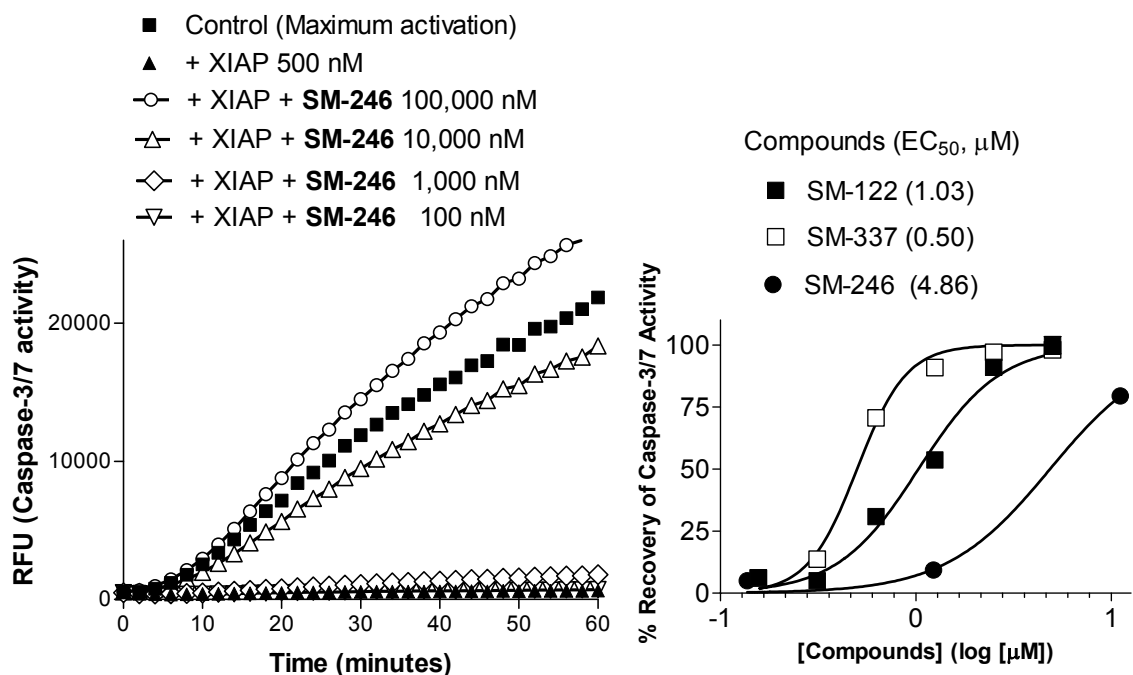 Control (Maximum activation)
+ XIAP 500 nM
+ XIAP + SM-246 100,000 nM
+ XIAP + SM-246 10,000 nM
+ XIAP + SM-246 1,000 nM
+ XIAP + SM-246 100 nM
RFU (Caspase-3/7 activity)
20000
10000
0
0 10 20 30 40 50 60
Time (minutes)
Compounds (EC50, μM)
SM-122 (1.03)
SM-337 (0.50)
SM-246 (4.86)
% Recovery of Caspase-3/7 Activity
100
75
50
25
0
-1 0 1
[Compounds] (log [μM])